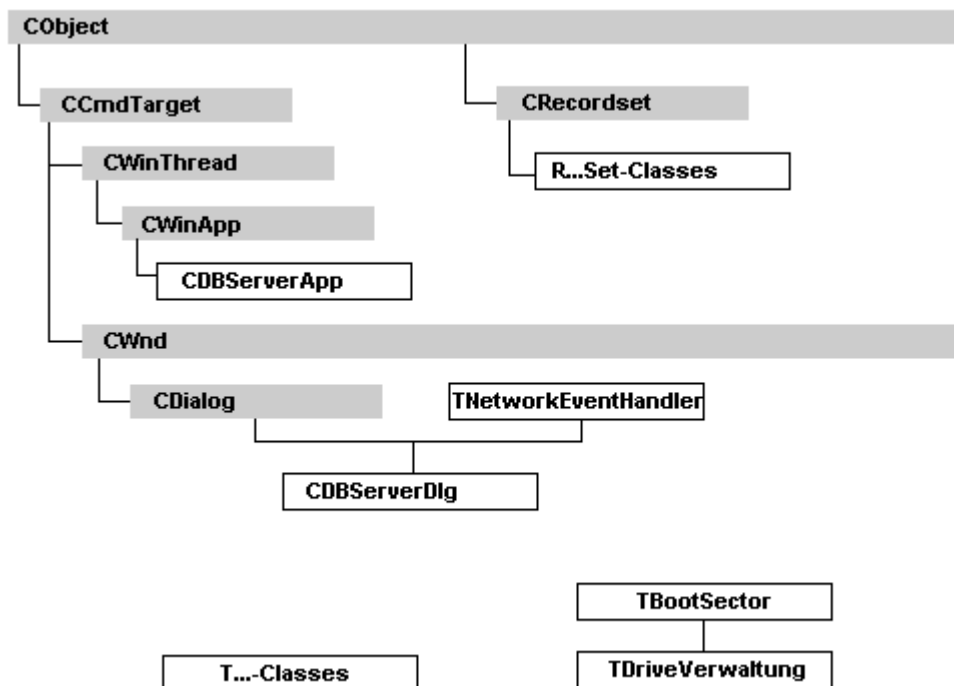 CObject
CCmdTarget
CRecordset
CWinThread
R...Set-Classes
CWinApp
CDBServerApp
CWnd
CDialog
TNetworkEventHandler
CDBServerDlg
TBootSector
T...-Classes
TDriveVerwaltung